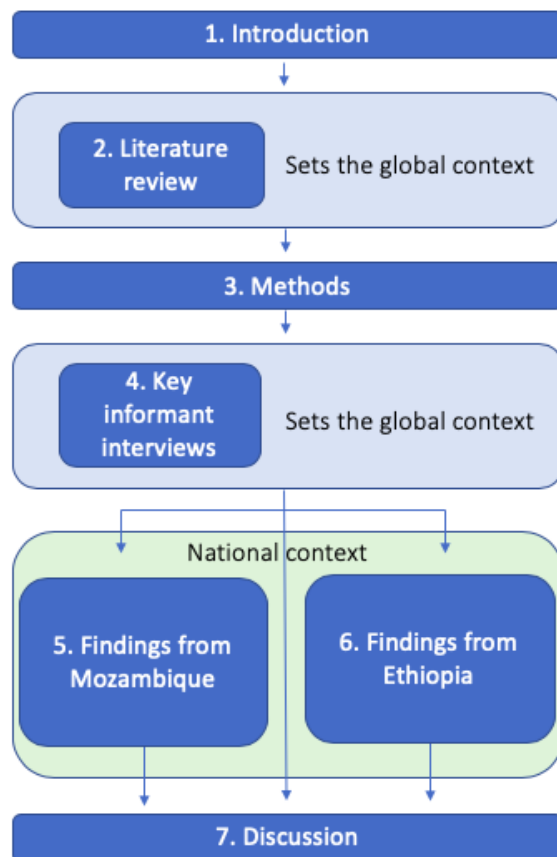 1. Introduction
2. Literature
review
Sets the global context
3. Methods
4. Key
informant
interviews
Sets the global context
National context
5. Findings from
Mozambique
6. Findings from
Ethiopia
7. Discussion